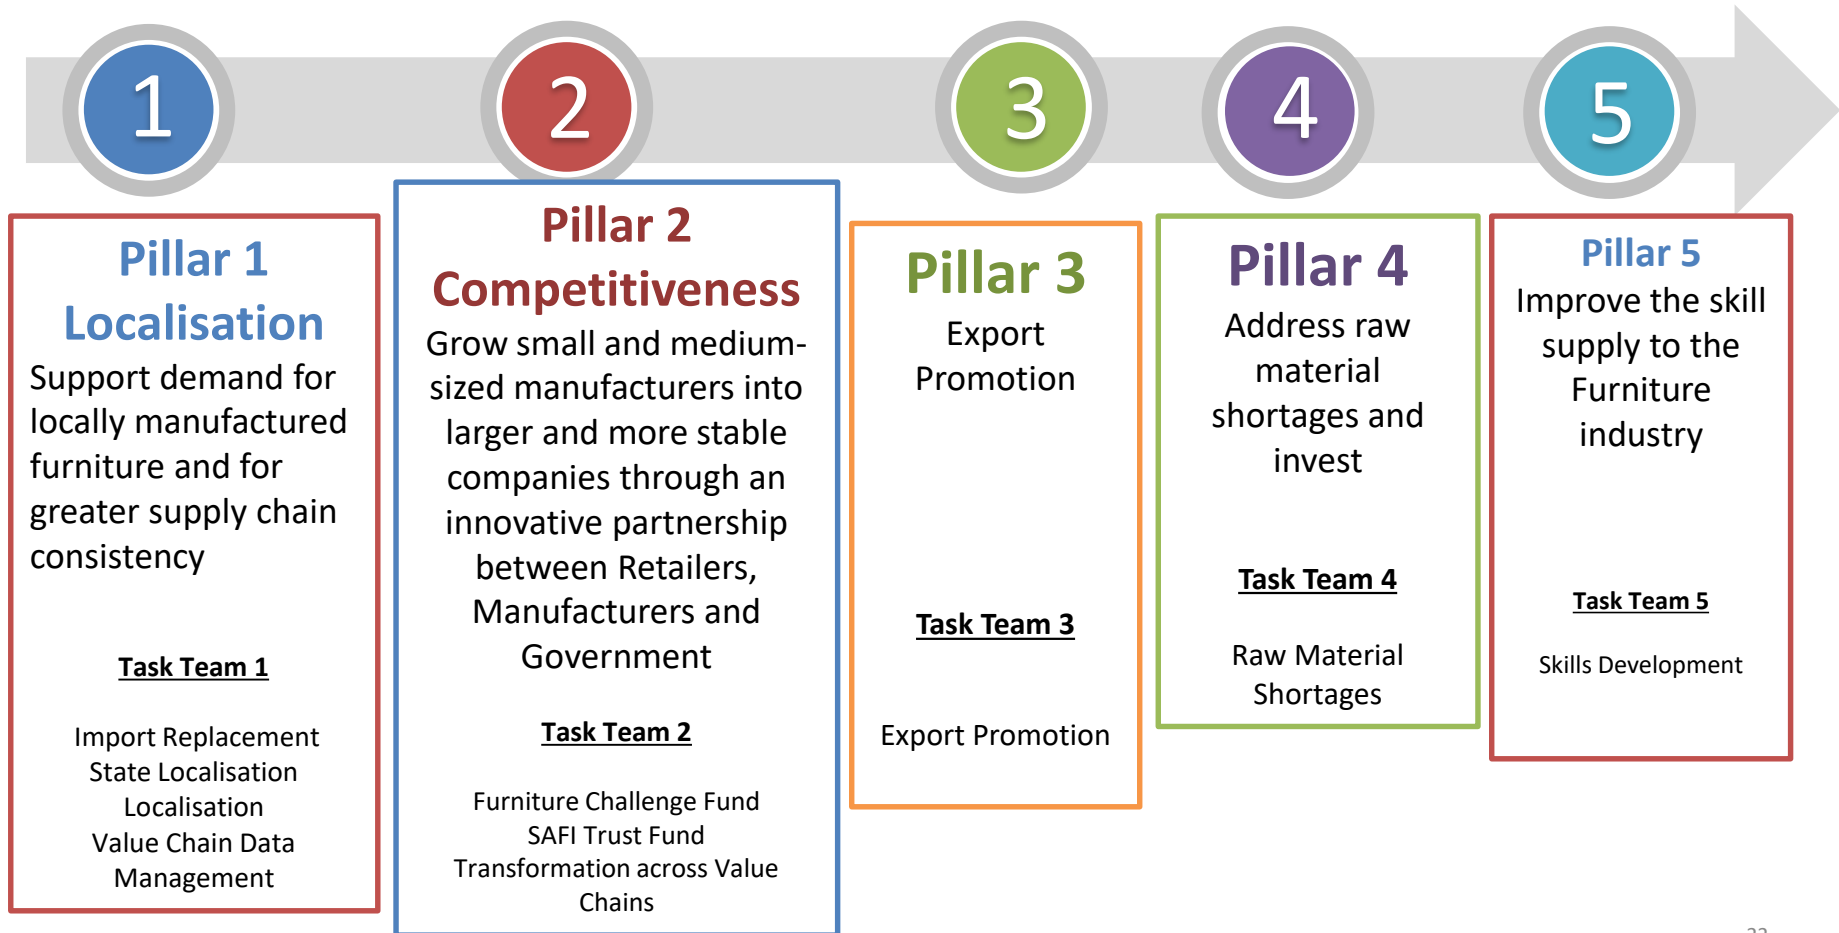 1
2
3
4
5
Pillar 1
Localisation
Support demand for
locally manufactured
furniture and for
greater supply chain
consistency
Task Team 1
Import Replacement
State Localisation
Localisation
Value Chain Data
Management
Pillar 2
Competitiveness
Grow small and medium-
sized manufacturers into
larger and more stable
companies through an
innovative partnership
between Retailers,
Manufacturers and
Government
Task Team 2
Furniture Challenge Fund
SAFI Trust Fund
Transformation across Value
Chains
Pillar 3
Export
Promotion
Task Team 3
Export Promotion
Pillar 4
Address raw
material
shortages and
invest
Task Team 4
Raw Material
Shortages
Pillar 5
Improve the skill
supply to the
Furniture
industry
Task Team 5
Skills Development